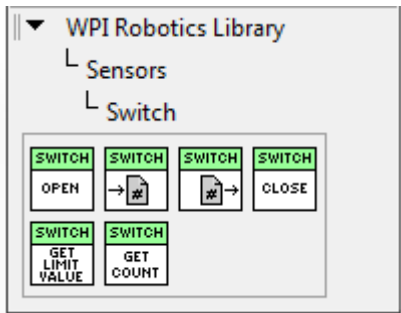 WPI Robotics Library
Sensors
Switch
SWITCH SWITCH SWITCH SWITCH
OPEN # # CLOSE
SWITCH SWITCH
GET LIMIT VALUE GET COUNT